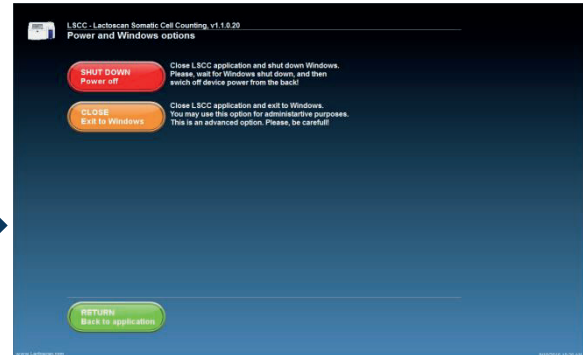 LSCC - Lactoscan Somatic Cell Counting, v1.1.0.20
Power and Windows options
SHUT DOWN
Power off
Close LSCC application and shut down Windows.
Please, wait for Windows shut down, and then
swich off device power from the back!
CLOSE
Exit to Windows
Close LSCC application and exit to Windows.
You may use this option for administartive purposes.
This is an advanced option. Please, be carefull!
RETURN
Back to application